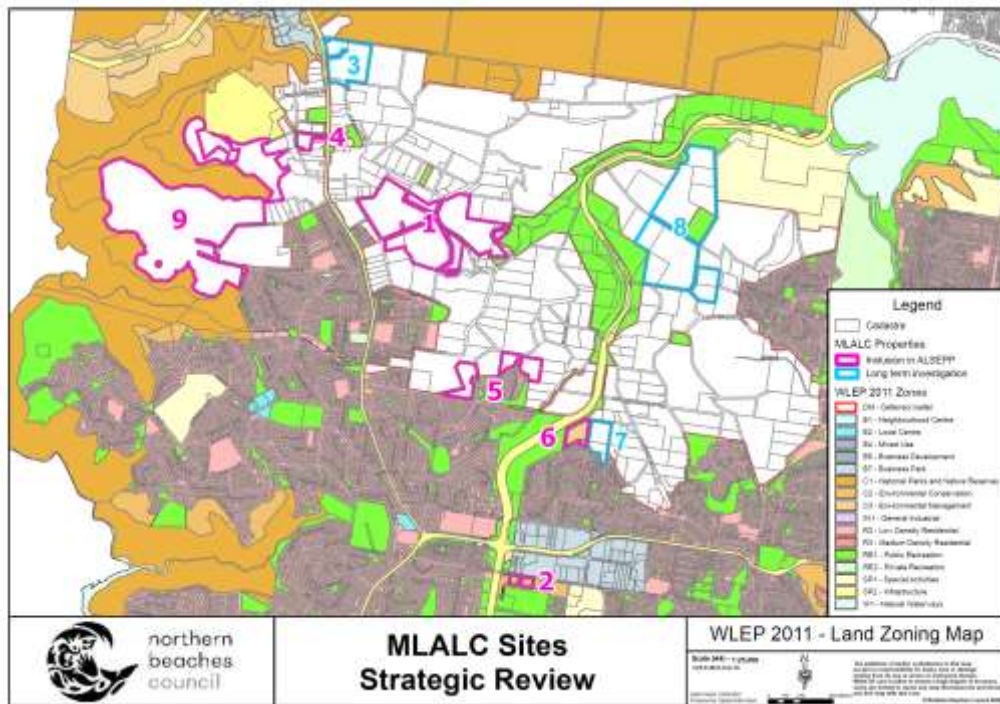 3
4
9
1
8
5
6
7
2
Legend
Cadastre
MLALC Properties
Inclusion in ALSEPP
Long term investigation
WLEP 2011 Zones
DM - Deferred matter
B1 - Neighbourhood Centre
B2 - Local Centre
B4 - Mixed Use
B5 - Business Development
B7 - Business Park
C1 - National Parks and Nature Reserves
C2 - Environmental Conservation
C3 - Environmental Management
IN1 - General Industrial
R2 - Low Density Residential
R3 - Medium Density Residential
RE1 - Public Recreation
RE2 - Private Recreation
SP1 - Special Activities
SP2 - Infrastructure
W1 - Natural Waterways
northern
beaches
council
MLALC Sites
Strategic Review
WLEP 2011 - Land Zoning Map
N